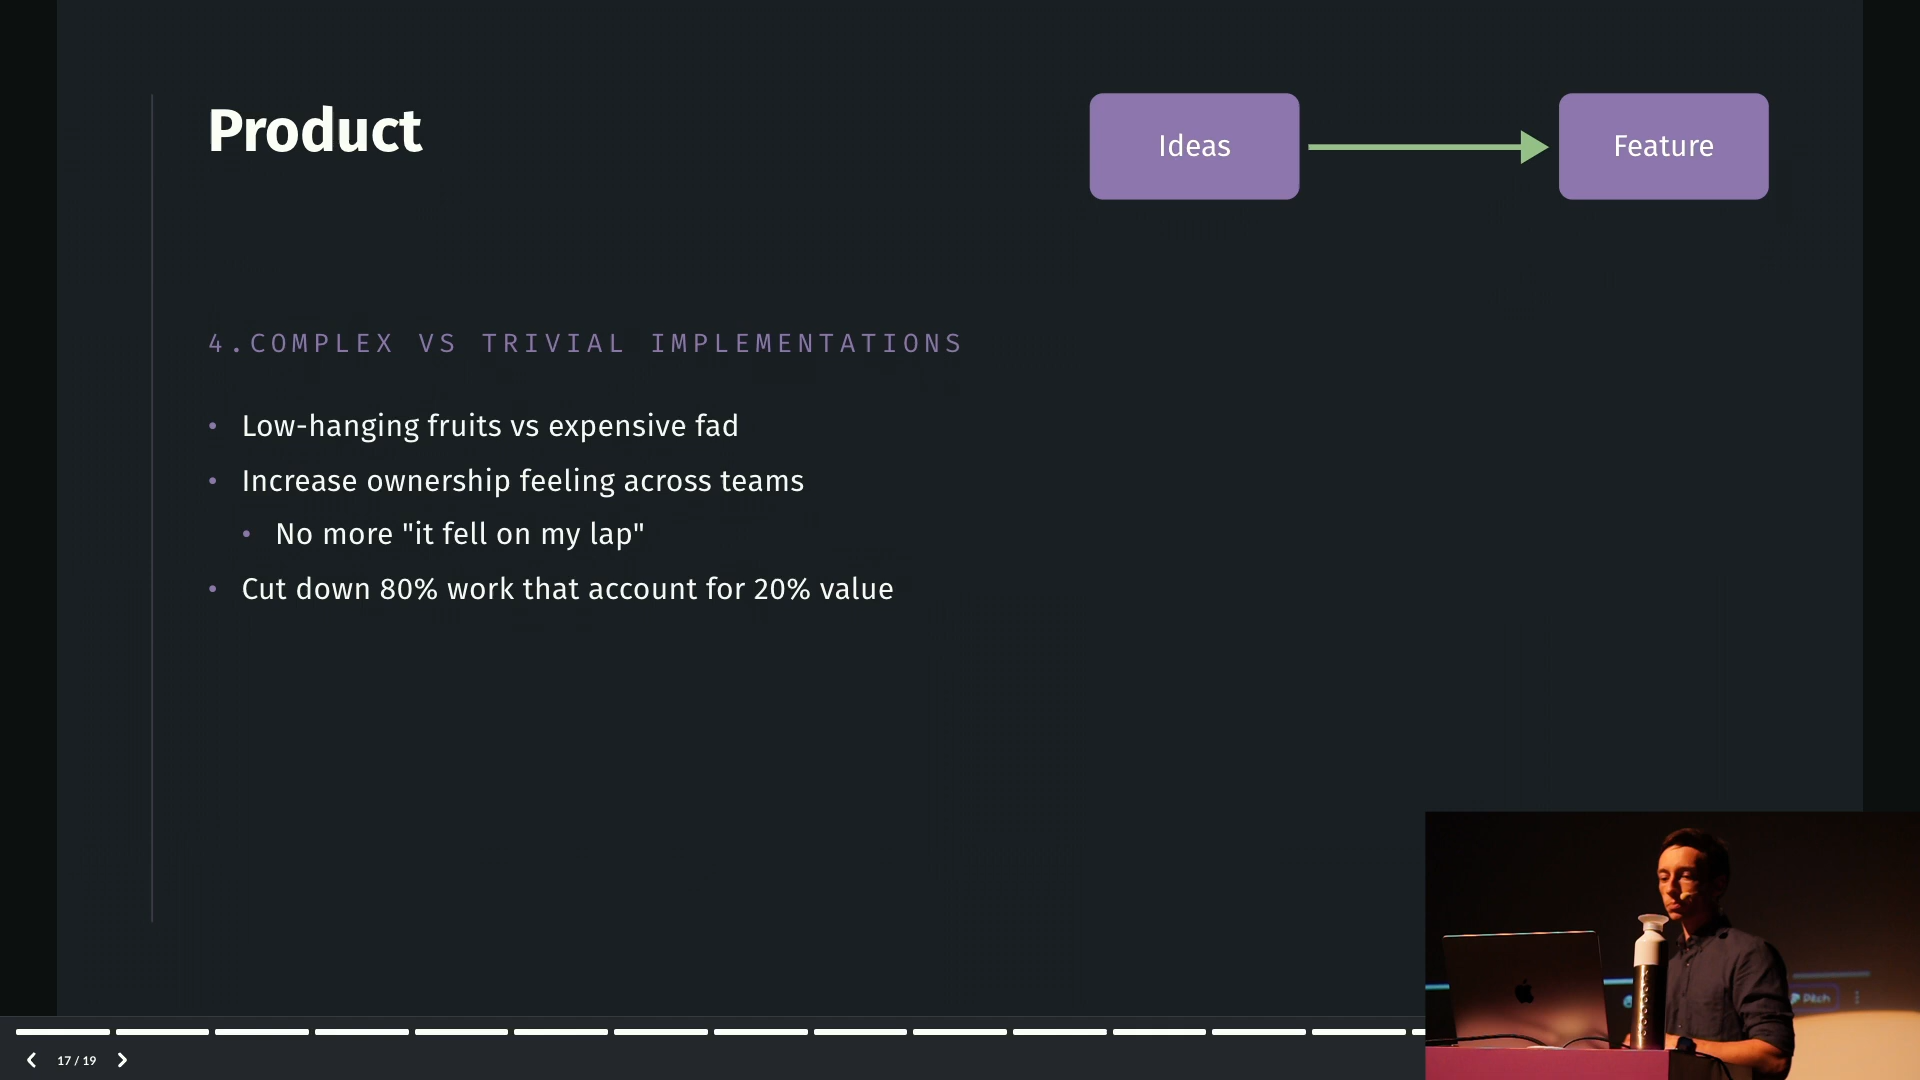 Product
Ideas
Feature
4.COMPLEX VS TRIVIAL IMPLEMENTATIONS
• Low-hanging fruits vs expensive fad
• Increase ownership feeling across teams
• No more "it fell on my lap"
• Cut down 80% work that account for 20% value
Pitch
17 / 19